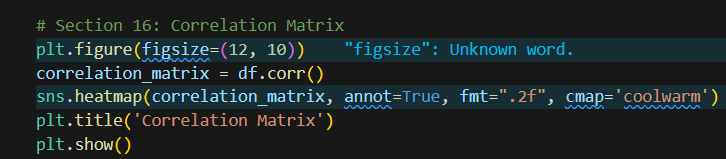 # Section 16: Correlation Matrix
plt.figure(figsize=(12, 10))    "figsize": Unknown word.
correlation_matrix = df.corr()
sns.heatmap(correlation_matrix, annot=True, fmt=".2f", cmap='coolwarm')
plt.title('Correlation Matrix')
plt.show()